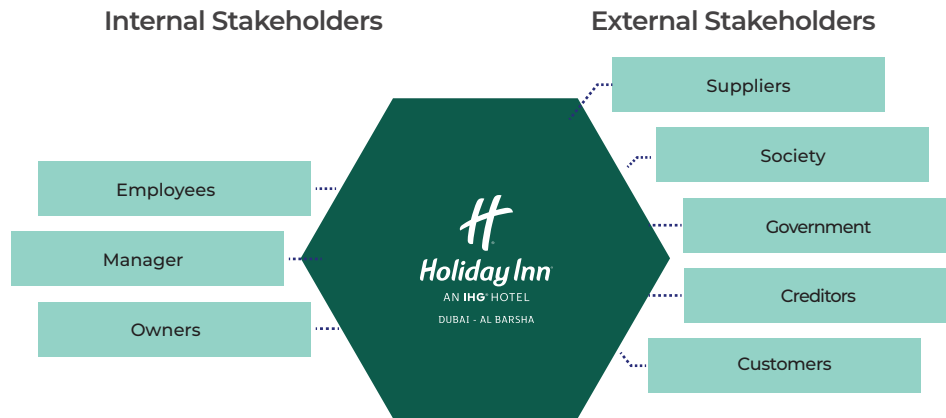 Internal Stakeholders
External Stakeholders
Suppliers
Society
Employees
Government
Manager
Creditors
Owners
Customers
H
Holiday Inn
AN IHG® HOTEL
DUBAI - AL BARSHA